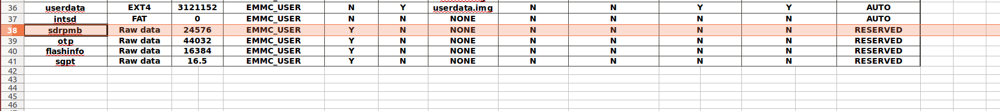 36 userdata EXT4 3121152 EMMC_USER N Y userdata.img N N Y Y AUTO
37 intsd FAT 0 EMMC_USER N N NONE N N N N AUTO
38 sdrpmb Raw data 24576 EMMC_USER Y N NONE N N N N RESERVED
39 otp Raw data 44032 EMMC_USER Y N NONE N N N N RESERVED
40 flashinfo Raw data 16384 EMMC_USER Y N NONE N N N N RESERVED
41 sgpt Raw data 16.5 EMMC_USER Y N NONE N N N N RESERVED
42
43
44
45
46